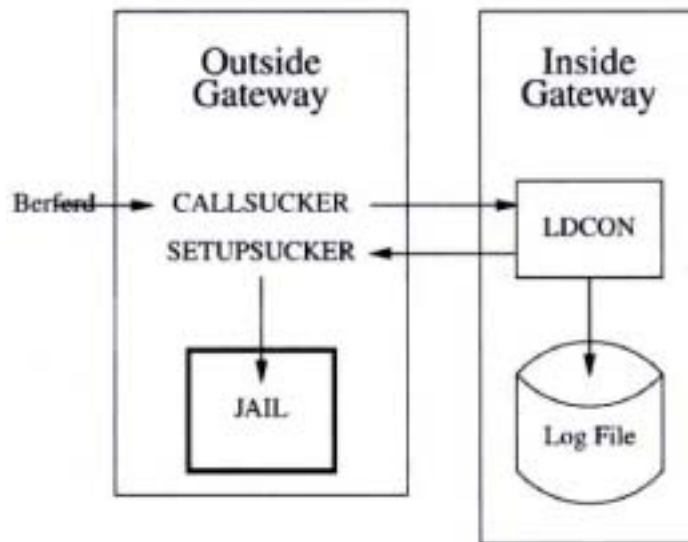 Outside
Gateway
Inside
Gateway
Berferd
CALLSUCKER
LDCON
SETUPSUCKER
JAIL
Log File